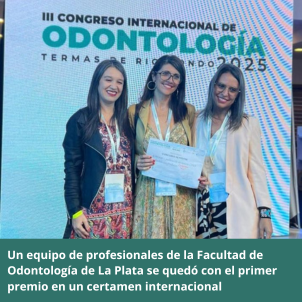 III CONGRESO INTERNACIONAL DE
ODONTOLOGÍA
TERMAS DE RÍO HONDO 2025
Un equipo de profesionales de la Facultad de
Odontología de La Plata se quedó con el primer
premio en un certamen internacional